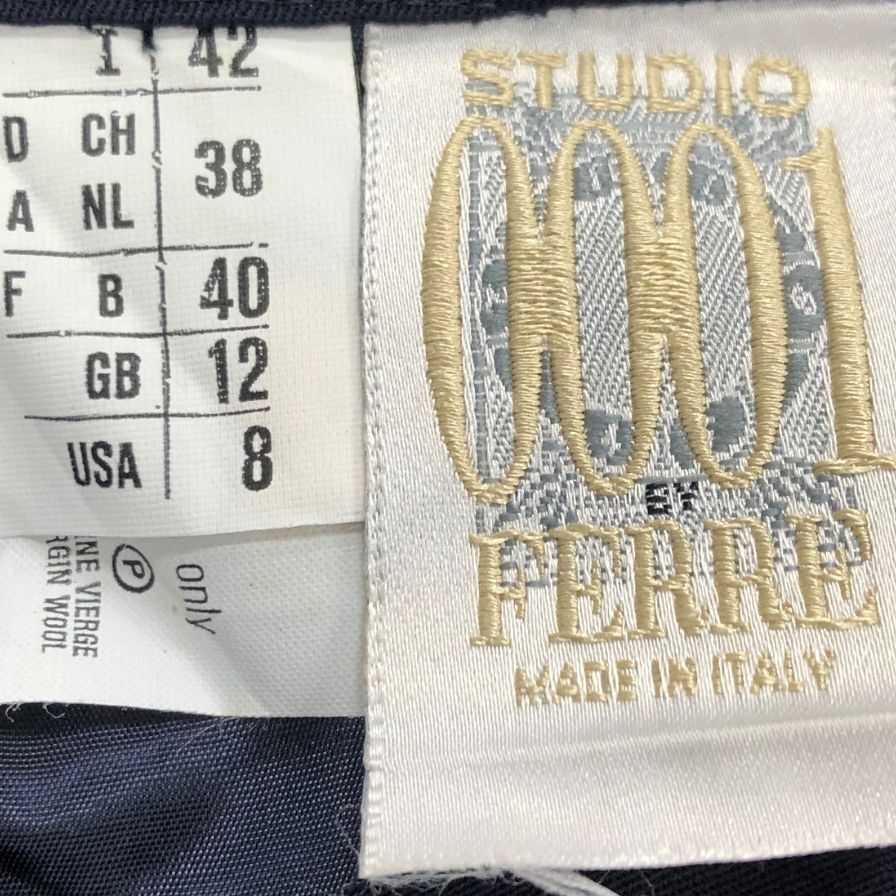 I 42
D CH
38
A NL
F B 40
GB 12
USA 8
only
P
NE VIERGE
RGIN WOOL
STUDIO
0001
BY
FERRE
MADE IN ITALY